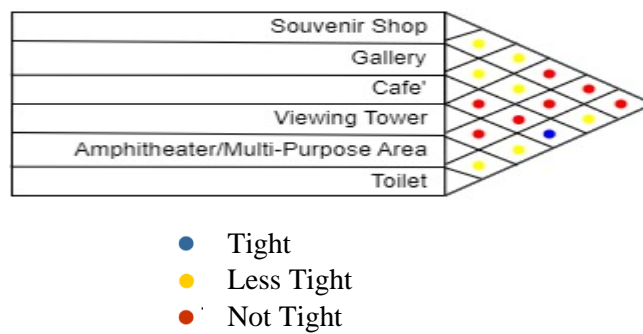 Souvenir Shop
Gallery
Cafe'
Viewing Tower
Amphitheater/Multi-Purpose Area
Toilet
Tight
Less Tight
Not Tight